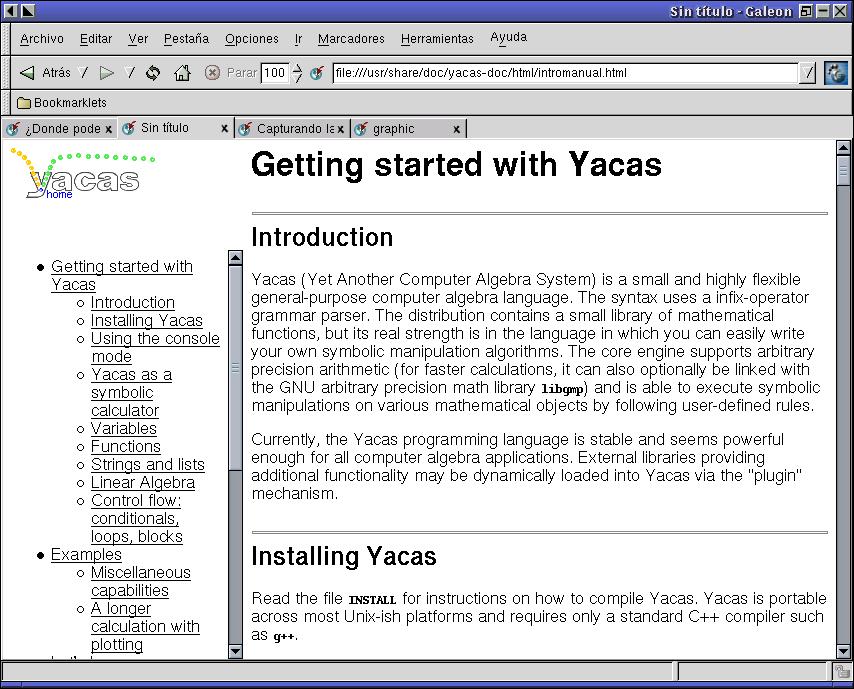 Sin título - Galeon
Archivo Editar Ver Pestaña Opciones Ir Marcadores Herramientas Ayuda
Atrás Parar 100 file:///usr/share/doc/yacas-doc/html/intromanual.html
Bookmarklets
¿Donde pode x Sin título x Capturando la x graphic x
yacas
home
Getting started with
Yacas
Introduction
Installing Yacas
Using the console
mode
Yacas as a
symbolic
calculator
Variables
Functions
Strings and lists
Linear Algebra
Control flow:
conditionals,
loops, blocks
Examples
Miscellaneous
capabilities
A longer
calculation with
plotting
Getting started with Yacas
Introduction
Yacas (Yet Another Computer Algebra System) is a small and highly flexible
general-purpose computer algebra language. The syntax uses a infix-operator
grammar parser. The distribution contains a small library of mathematical
functions, but its real strength is in the language in which you can easily write
your own symbolic manipulation algorithms. The core engine supports arbitrary
precision arithmetic (for faster calculations, it can also optionally be linked with
the GNU arbitrary precision math library libgmp) and is able to execute symbolic
manipulations on various mathematical objects by following user-defined rules.
Currently, the Yacas programming language is stable and seems powerful
enough for all computer algebra applications. External libraries providing
additional functionality may be dynamically loaded into Yacas via the "plugin"
mechanism.
Installing Yacas
Read the file INSTALL for instructions on how to compile Yacas. Yacas is portable
across most Unix-ish platforms and requires only a standard C++ compiler such
as g++.